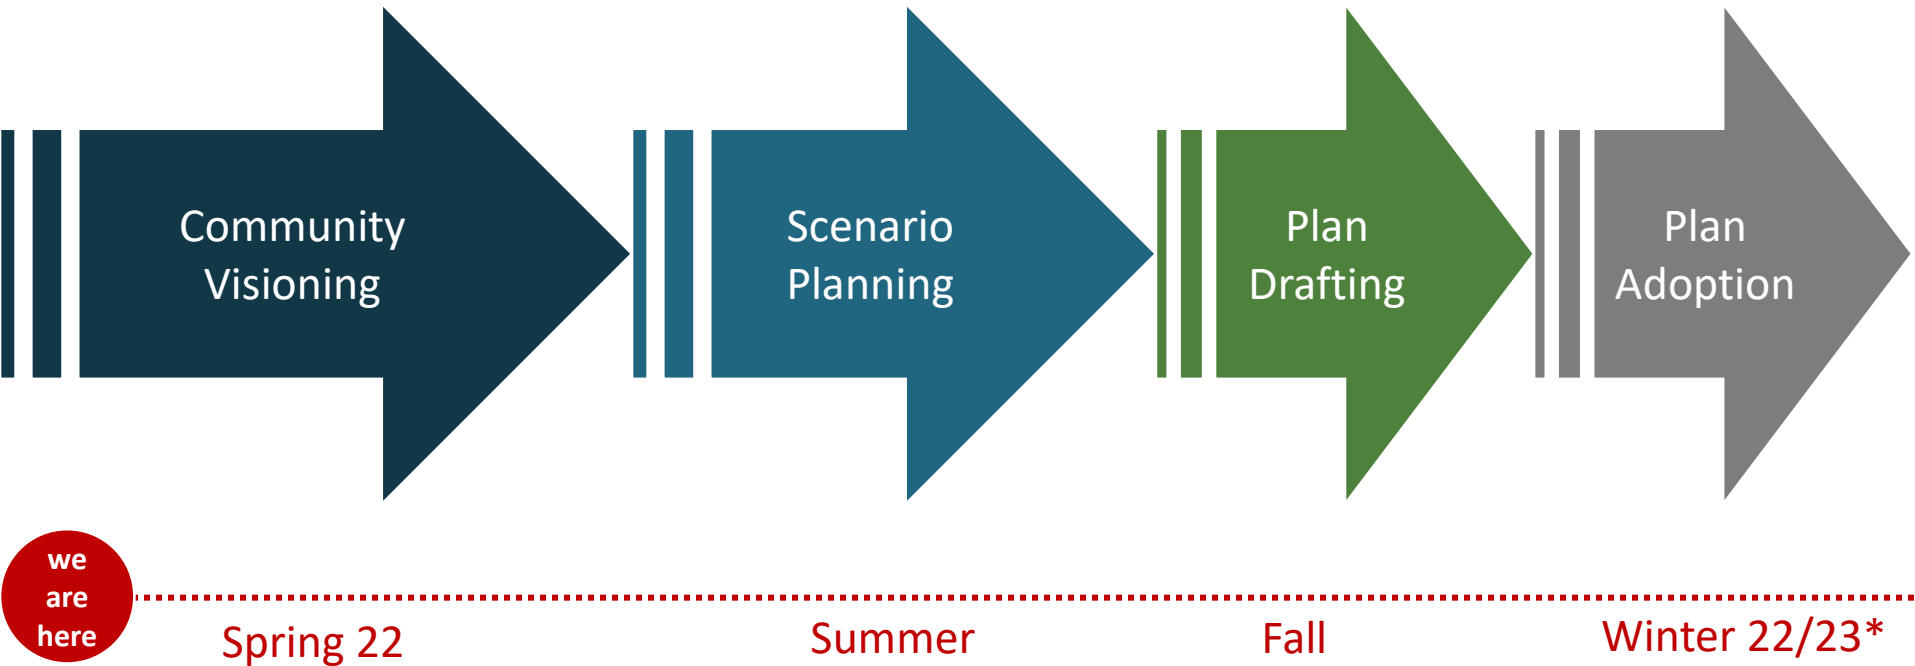 Community
Visioning
Scenario
Planning
Plan
Drafting
Plan
Adoption
we
are
here
Spring 22
Summer
Fall
Winter 22/23*